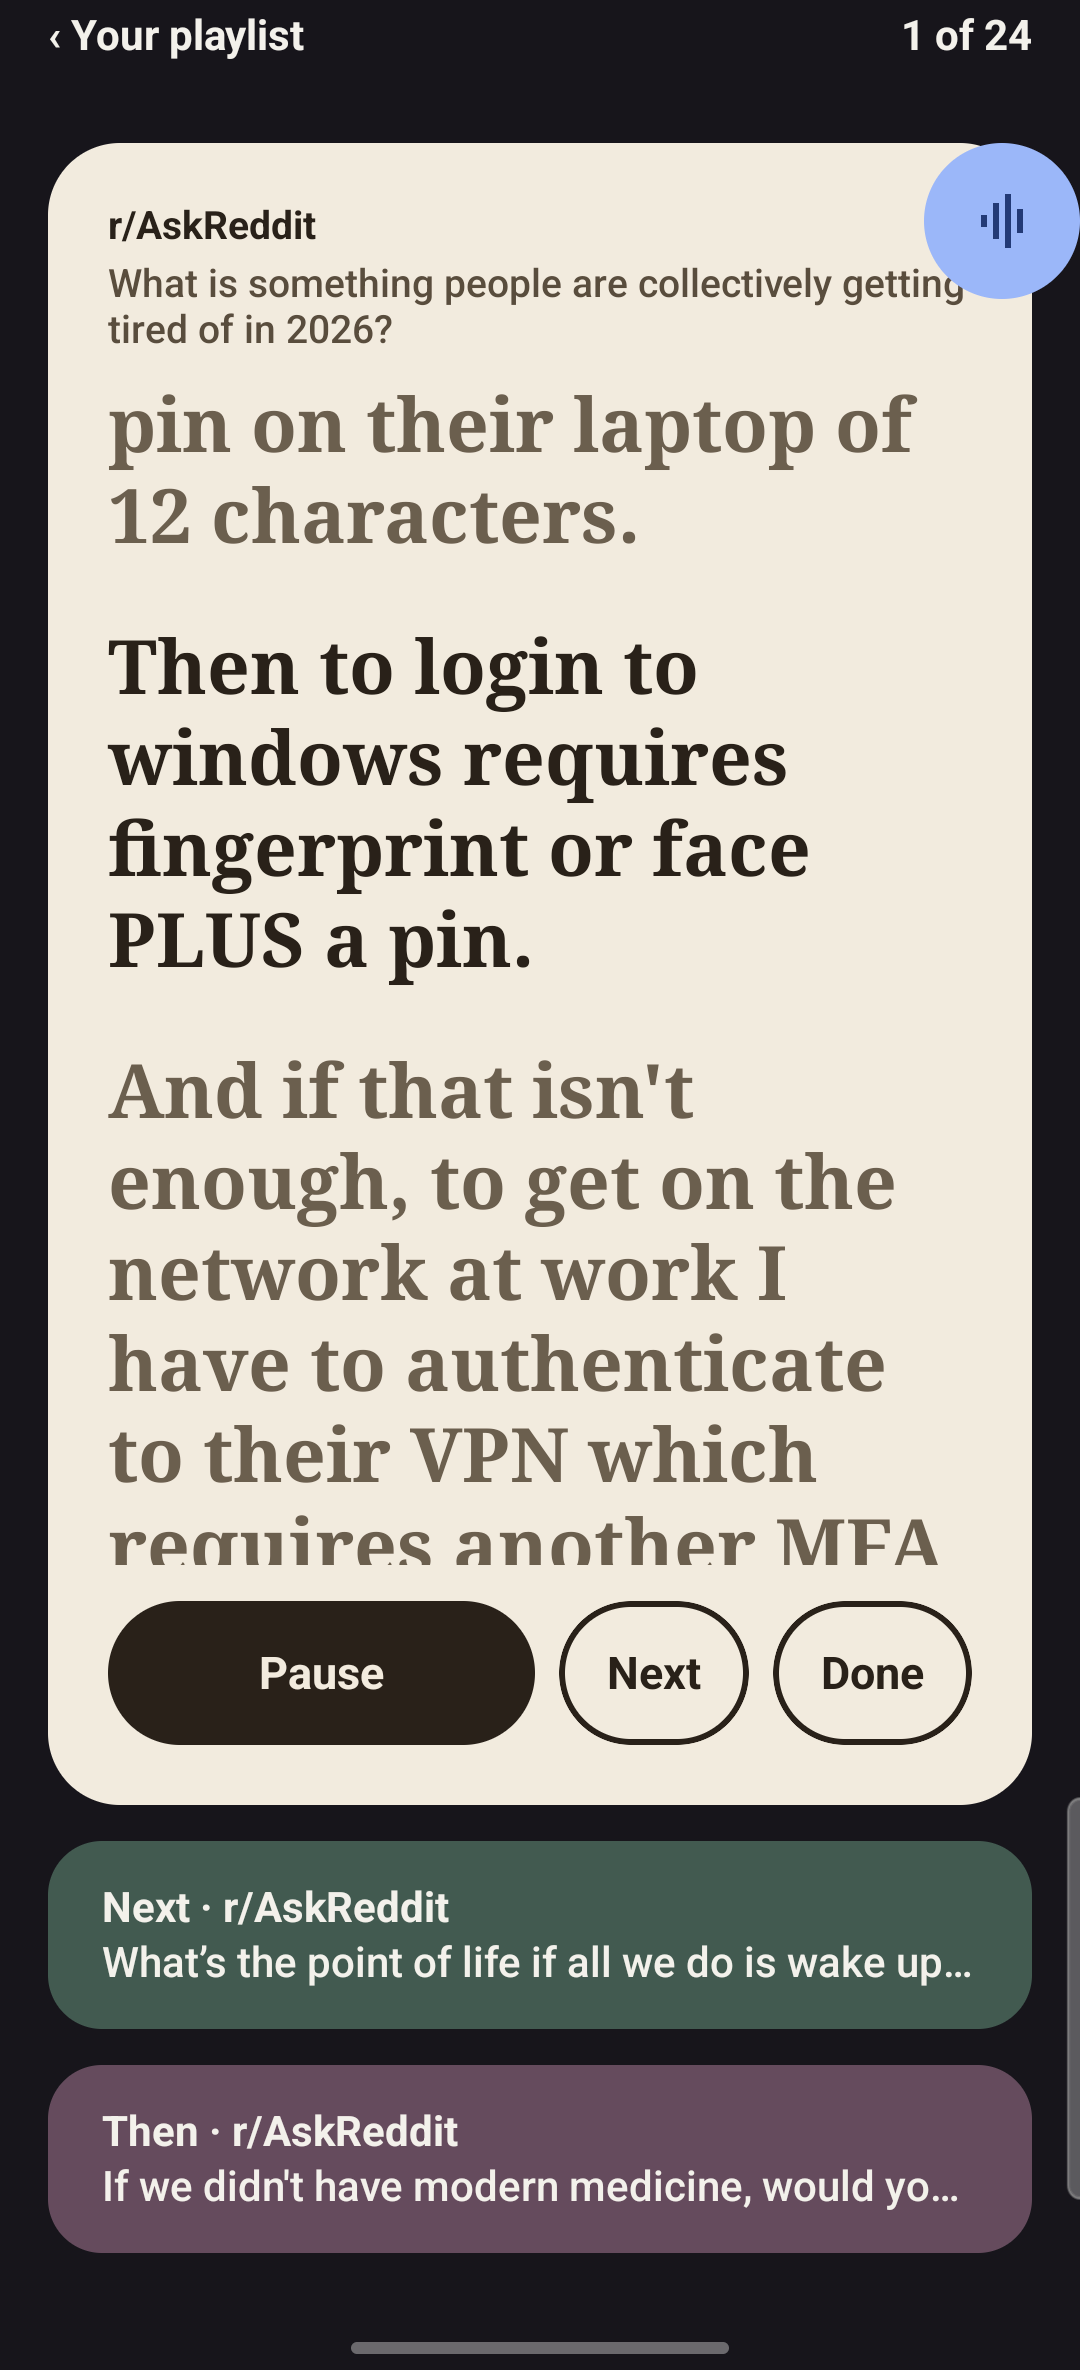 ‹ Your playlist
1 of 24
r/AskReddit
What is something people are collectively getting
tired of in 2026?
pin on their laptop of
12 characters.
Then to login to
windows requires
fingerprint or face
PLUS a pin.
And if that isn't
enough, to get on the
network at work I
have to authenticate
to their VPN which
requires another MFA
Pause
Next
Done
Next · r/AskReddit
What’s the point of life if all we do is wake up...
Then · r/AskReddit
If we didn't have modern medicine, would yo...